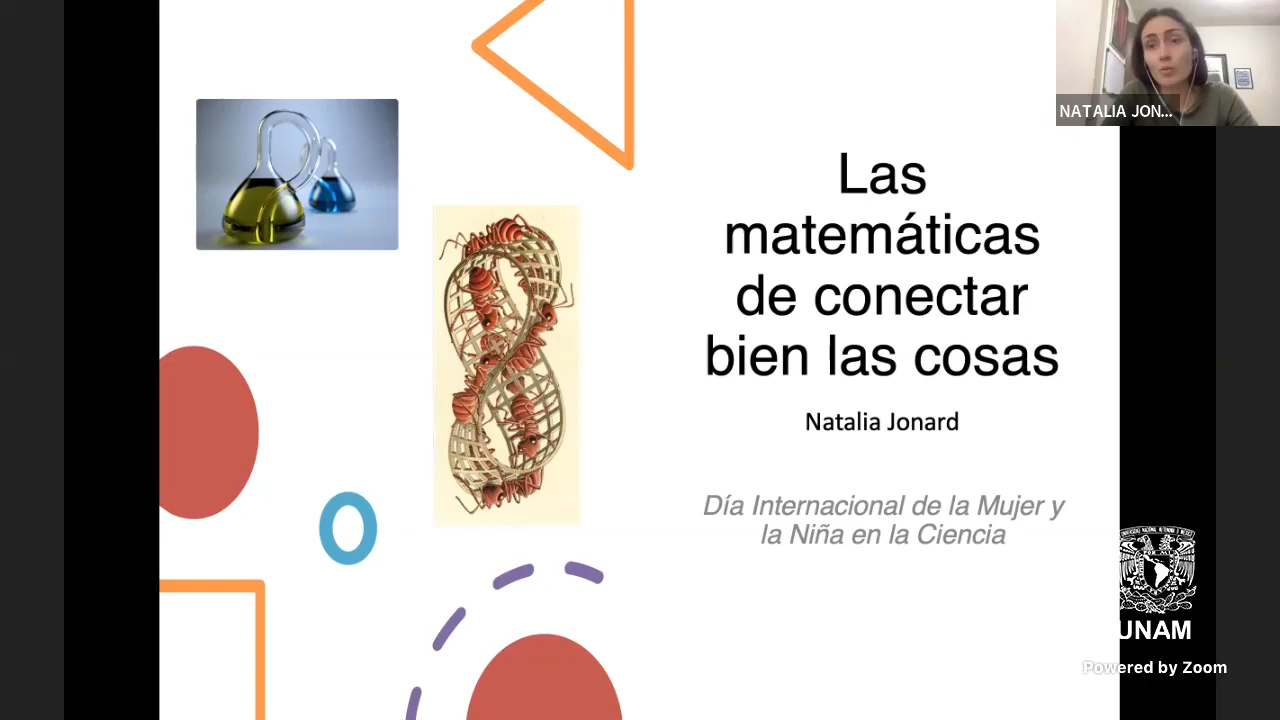 NATALIA JON...
Las
matemáticas
de conectar
bien las cosas
Natalia Jonard
Día Internacional de la Mujer y
la Niña en la Ciencia
UNAM
Powered by Zoom